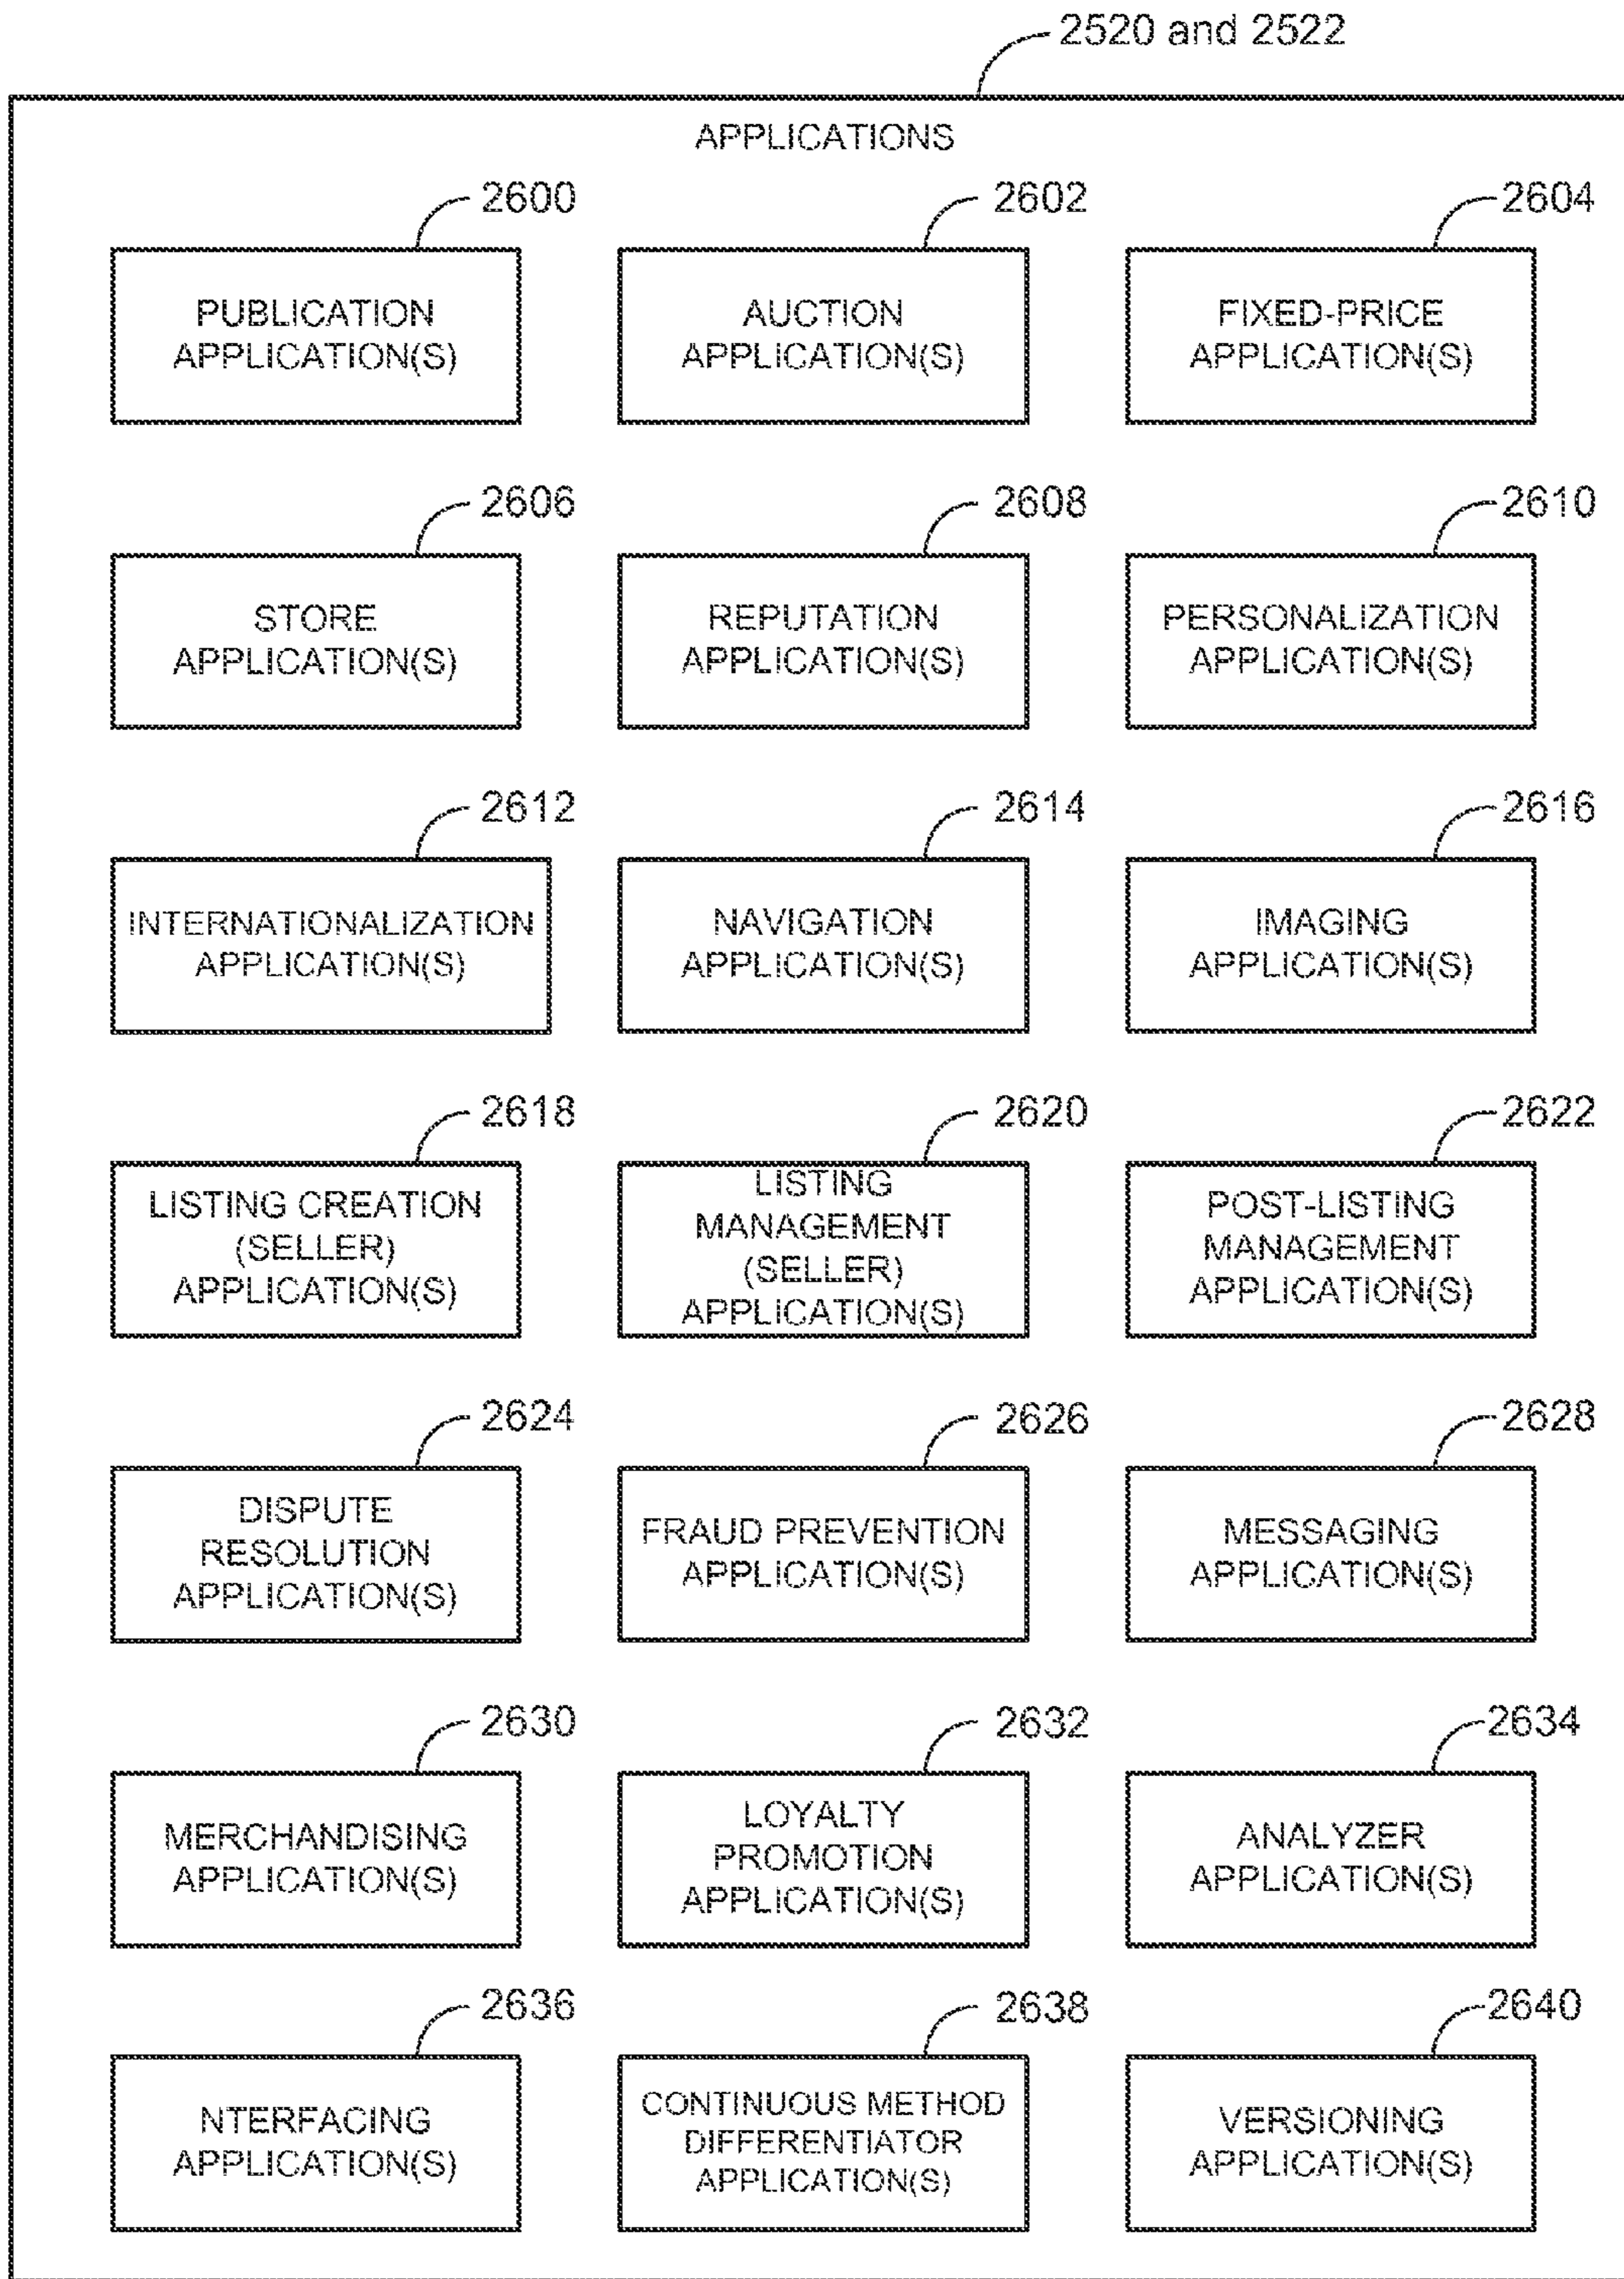 2520 and 2522
APPLICATIONS
2600
PUBLICATION
APPLICATION(S)
2602
AUCTION
APPLICATION(S)
2604
FIXED-PRICE
APPLICATION(S)
2606
STORE
APPLICATION(S)
2608
REPUTATION
APPLICATION(S)
2610
PERSONALIZATION
APPLICATION(S)
2612
INTERNATIONALIZATION
APPLICATION(S)
2614
NAVIGATION
APPLICATION(S)
2616
IMAGING
APPLICATION(S)
2618
LISTING CREATION
(SELLER)
APPLICATION(S)
2620
LISTING
MANAGEMENT
(SELLER)
APPLICATION(S)
2622
POST-LISTING
MANAGEMENT
APPLICATION(S)
2624
DISPUTE
RESOLUTION
APPLICATION(S)
2626
FRAUD PREVENTION
APPLICATION(S)
2628
MESSAGING
APPLICATION(S)
2630
MERCHANDISING
APPLICATION(S)
2632
LOYALTY
PROMOTION
APPLICATION(S)
2634
ANALYZER
APPLICATION(S)
2636
NTERFACING
APPLICATION(S)
2638
CONTINUOUS METHOD
DIFFERENTIATOR
APPLICATION(S)
2640
VERSIONING
APPLICATION(S)